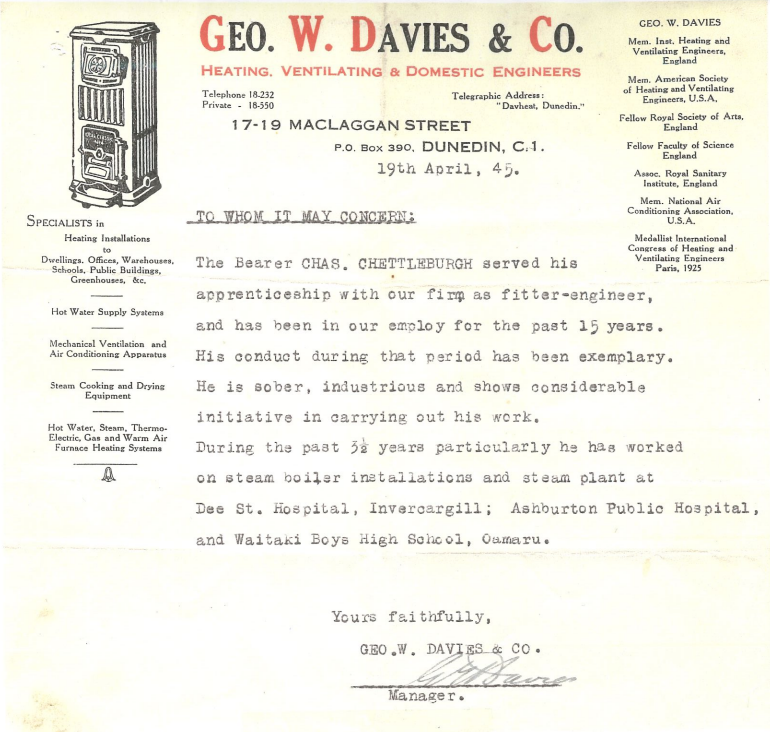 GEO. W. DAVIES & CO.
HEATING, VENTILATING & DOMESTIC ENGINEERS
Telephone 18-232
Private - 18-550
Telegraphic Address:
"Davheat, Dunedin."
17-19 MACLAGGAN STREET
P.O. BOX 390, DUNEDIN, C.1.
19th April, 45.
GEO. W. DAVIES
Mem. Inst. Heating and
Ventilating Engineers,
England
Mem. American Society
of Heating and Ventilating
Engineers, U.S.A.
Fellow Royal Society of Arts,
England
Fellow Faculty of Science
England
Assoc. Royal Sanitary
Institute, England
Mem. National Air
Conditioning Association,
U.S.A.
Medallist International
Congress of Heating and
Ventilating Engineers
Paris, 1925
SPECIALISTS in
Heating Installations
to
Dwellings, Offices, Warehouses,
Schools, Public Buildings,
Greenhouses, &c.
Hot Water Supply Systems
Mechanical Ventilation and
Air Conditioning Apparatus
Steam Cooking and Drying
Equipment
Hot Water, Steam, Thermo-
Electric, Gas and Warm Air
Furnace Heating Systems
TO WHOM IT MAY CONCERN:
The Bearer CHAS. CHETTLEBURGH served his
apprenticeship with our firm as fitter-engineer,
and has been in our employ for the past 15 years.
His conduct during that period has been exemplary.
He is sober, industrious and shows considerable
initiative in carrying out his work.
During the past 3½ years particularly he has worked
on steam boiler installations and steam plant at
Dee St. Hospital, Invercargill; Ashburton Public Hospital,
and Waitaki Boys High School, Oamaru.
Yours faithfully,
GEO.W. DAVIES & CO.
G W Davies
Manager.